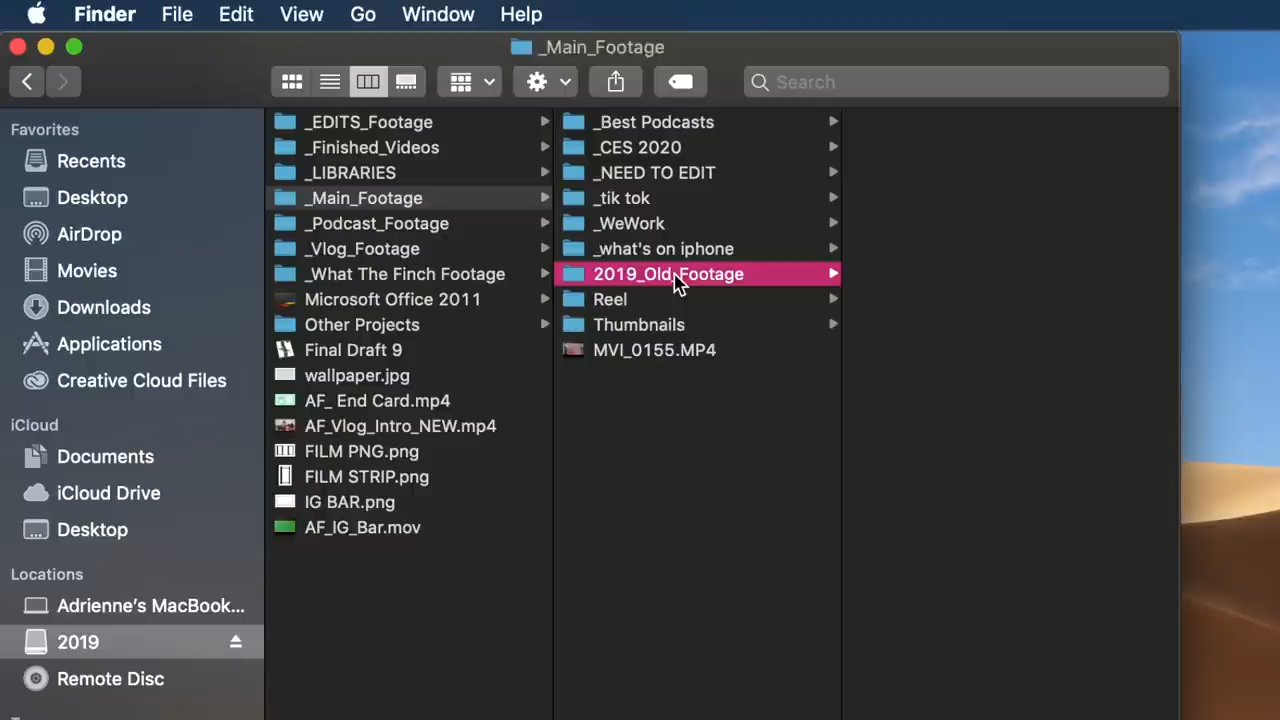 Finder File Edit View Go Window Help
_Main_Footage
Search
Favorites
Recents
Desktop
AirDrop
Movies
Downloads
Applications
Creative Cloud Files
iCloud
Documents
iCloud Drive
Desktop
Locations
Adrienne's MacBook...
2019
Remote Disc
_EDITS_Footage
_Finished_Videos
_LIBRARIES
_Main_Footage
_Podcast_Footage
_Vlog_Footage
_What The Finch Footage
Microsoft Office 2011
Other Projects
Final Draft 9
wallpaper.jpg
AF_ End Card.mp4
AF_Vlog_Intro_NEW.mp4
FILM PNG.png
FILM STRIP.png
IG BAR.png
AF_IG_Bar.mov
_Best Podcasts
_CES 2020
_NEED TO EDIT
_tik tok
_WeWork
_what's on iphone
2019_Old_Footage
Reel
Thumbnails
MVI_0155.MP4